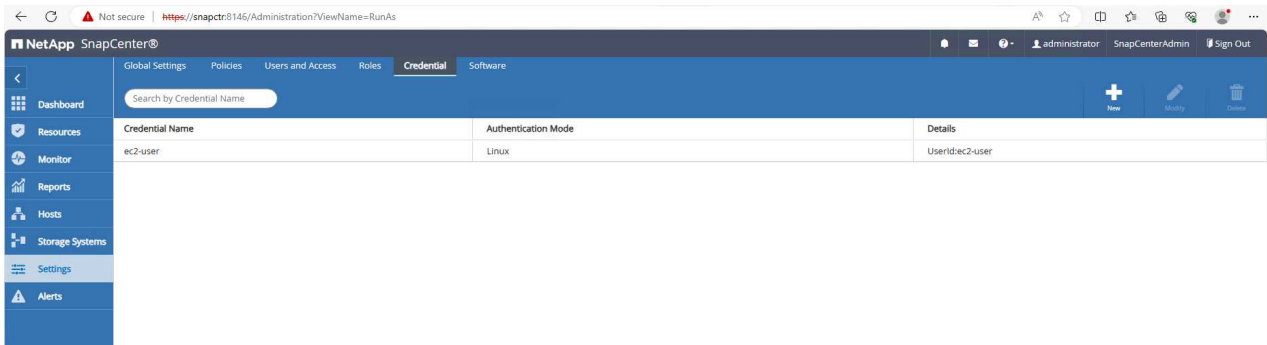 Not secure | https://snapctr:8146/Administration?ViewName=RunAs
NetApp SnapCenter® administrator SnapCenterAdmin Sign Out
Global Settings Policies Users and Access Roles Credential Software
Search by Credential Name
New Modify Delete
Dashboard
Resources
Monitor
Reports
Hosts
Storage Systems
Settings
Alerts
Credential Name Authentication Mode Details
ec2-user Linux UserId:ec2-user